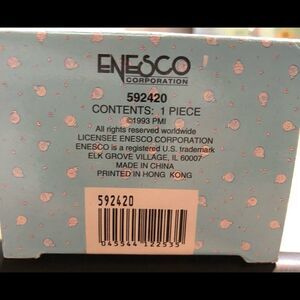 ENESCO
CORPORATION
592420
CONTENTS: 1 PIECE
©1993 PMI
All rights reserved worldwide
LICENSEE ENESCO CORPORATION
ENESCO is a registered U.S. trademark
ELK GROVE VILLAGE, IL 60007
MADE IN CHINA
PRINTED IN HONG KONG
592420
045544 122535